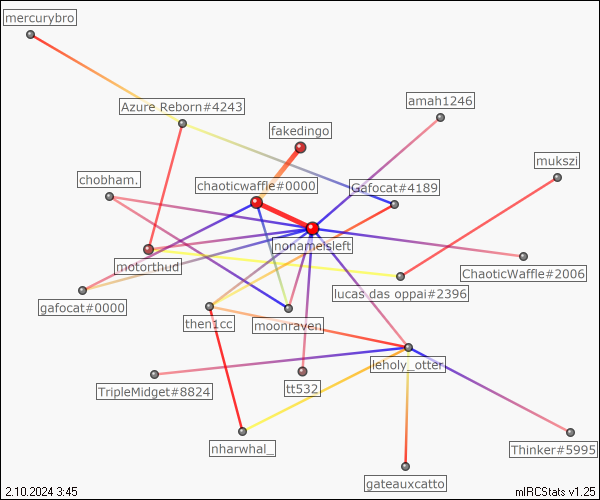 mercurybro
Azure Reborn#4243
amah1246
fakedingo
mukszi
chobham.
chaoticwaffle#0000
Gafocat#4189
nonameisleft
motorthud
ChaoticWaffle#2006
gafocat#0000
lucas das oppai#2396
then1cc
moonraven
leholy_otter
TripleMidget#8824
tt532
nharwhal_
Thinker#5995
gateauxcatto
2.10.2024 3:45
mIRCStats v1.25